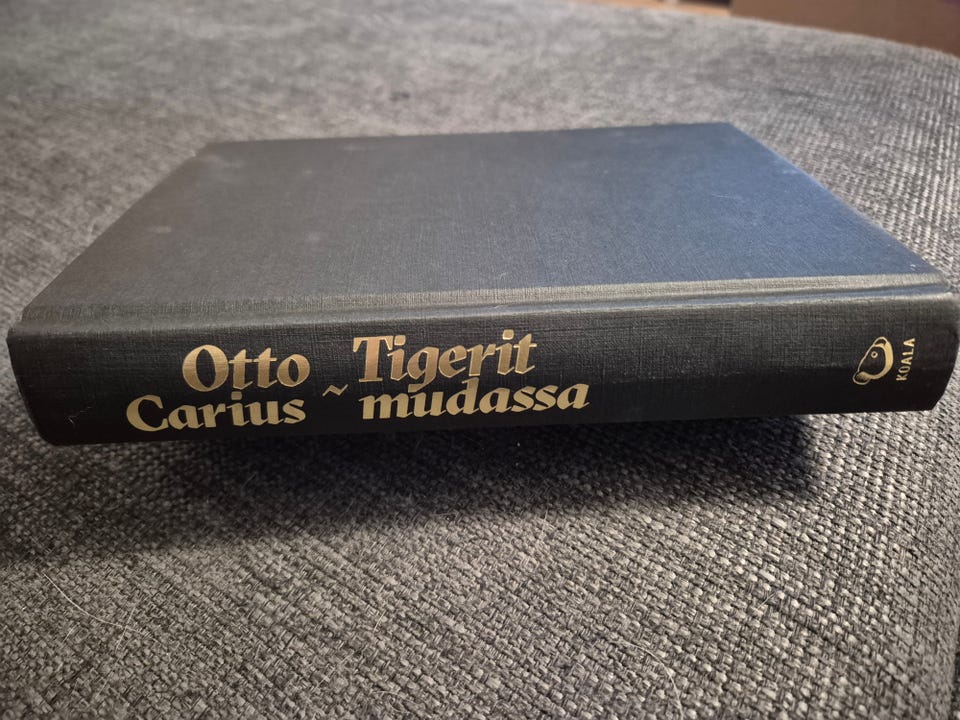 Otto
Carius
~
Tigerit
mudassa
KOALA